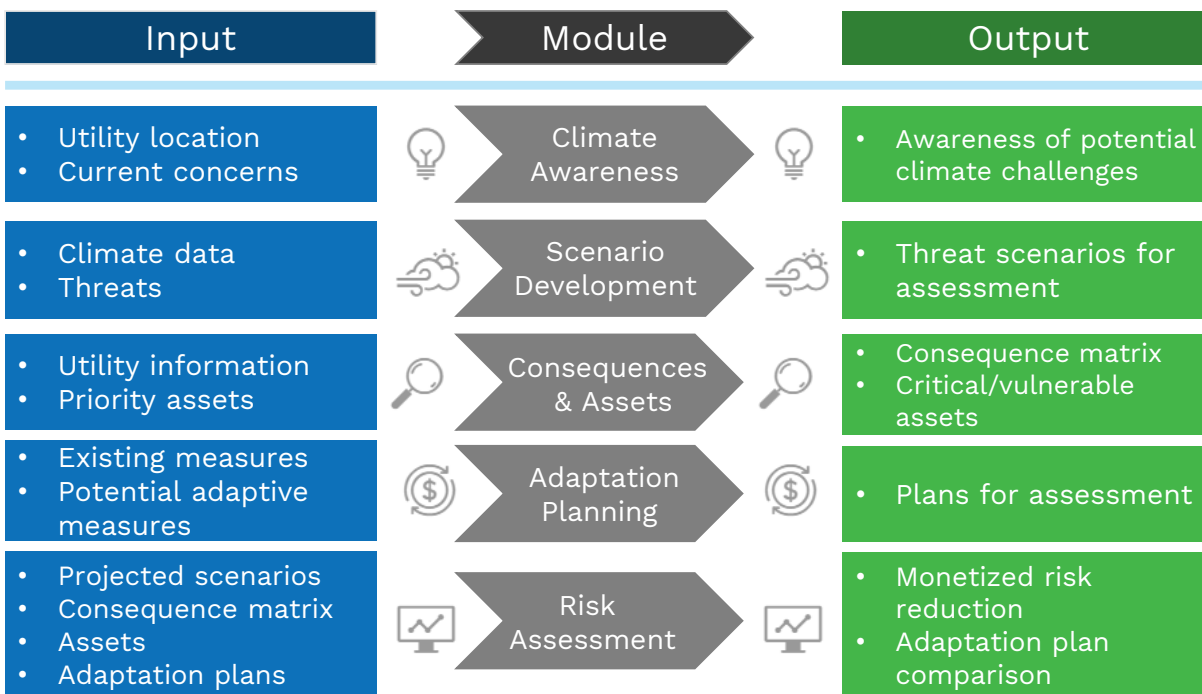 Input
Module
Output
• Utility location
• Current concerns
Climate
Awareness
• Awareness of potential
climate challenges
• Climate data
• Threats
Scenario
Development
• Threat scenarios for
assessment
• Utility information
• Priority assets
Consequences
& Assets
• Consequence matrix
• Critical/vulnerable
assets
• Existing measures
• Potential adaptive
measures
Adaptation
Planning
• Plans for assessment
• Projected scenarios
• Consequence matrix
• Assets
• Adaptation plans
Risk
Assessment
• Monetized risk
reduction
• Adaptation plan
comparison